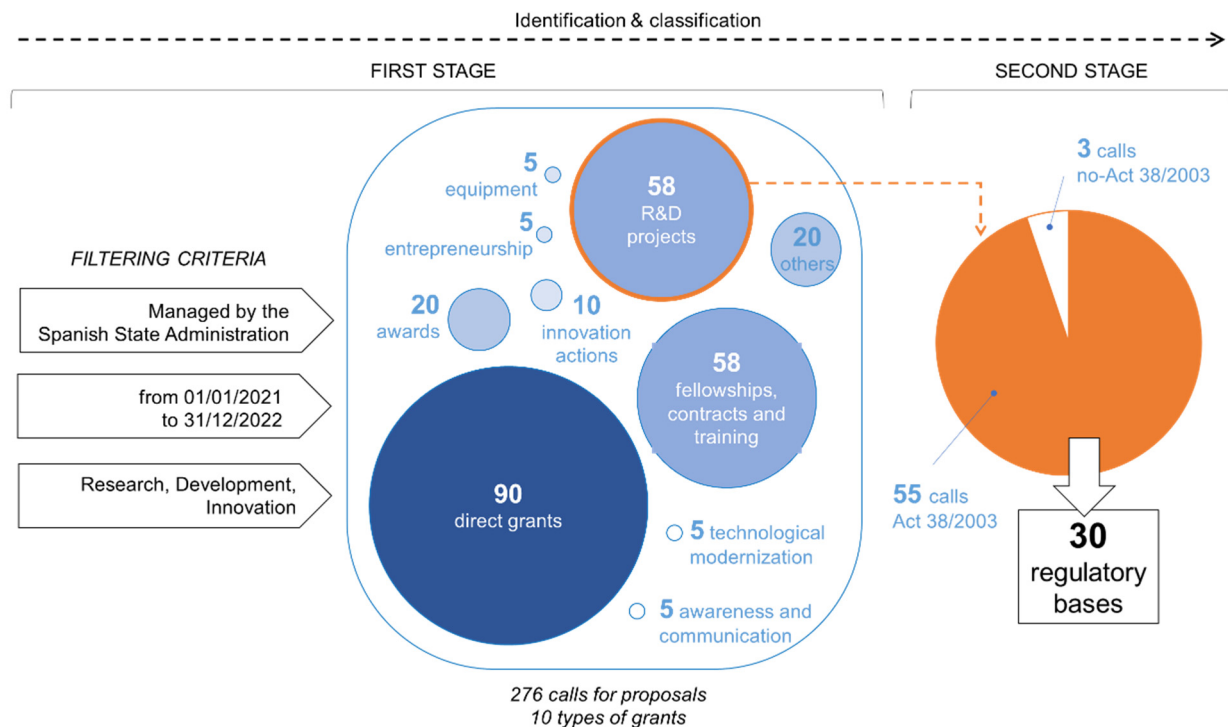 Identification & classification
FIRST STAGE
SECOND STAGE
FILTERING CRITERIA
Managed by the
Spanish State Administration
from 01/01/2021
to 31/12/2022
Research, Development,
Innovation
5
equipment
5
entrepreneurship
20
awards
10
innovation
actions
58
R&D
projects
20
others
58
fellowships,
contracts and
training
90
direct grants
5 technological
modernization
5 awareness and
communication
276 calls for proposals
10 types of grants
3 calls
no-Act 38/2003
55 calls
Act 38/2003
30
regulatory
bases